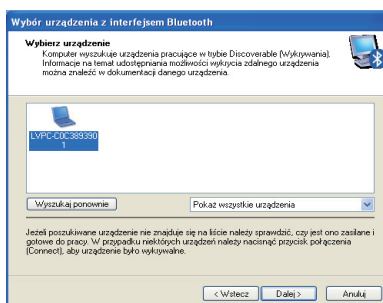 Wybór urządzenia z interfejsem Bluetooth
Wybierz urządzenie
Komputer wyszukuje urządzenia pracujące w trybie Discoverable (Wykrywania).
Informacje na temat udostępniania możliwości wykrycia zdalnego urządzenia
można znaleźć w dokumentacji danego urządzenia.
LVPC-C0C389390
1
Wyszukaj ponownie
Pokaż wszystkie urządzenia
Jeżeli poszukiwane urządzenie nie znajduje się na liście należy sprawdzić, czy jest ono zasilane i
gotowe do pracy. W przypadku niektórych urządzeń należy nacisnąć przycisk połączenia
(Connect), aby urządzenie było wykrywalne.
< Wstecz
Dalej >
Anuluj